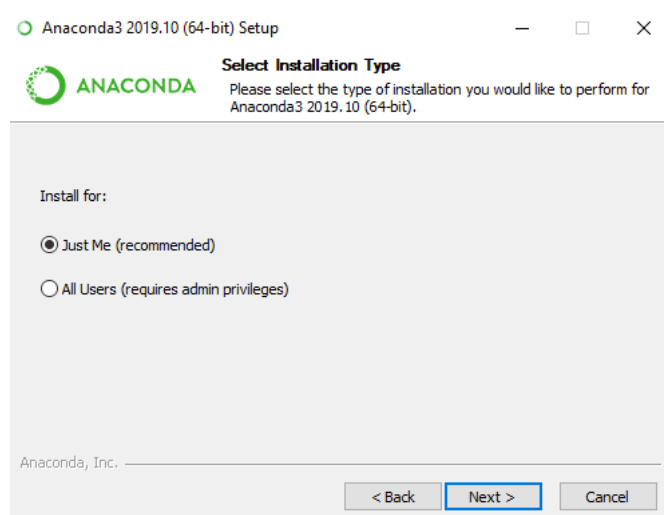 Anaconda3 2019.10 (64-bit) Setup
ANACONDA
Select Installation Type
Please select the type of installation you would like to perform for
Anaconda3 2019.10 (64-bit).
Install for:
Just Me (recommended)
All Users (requires admin privileges)
Anaconda, Inc.
< Back Next > Cancel